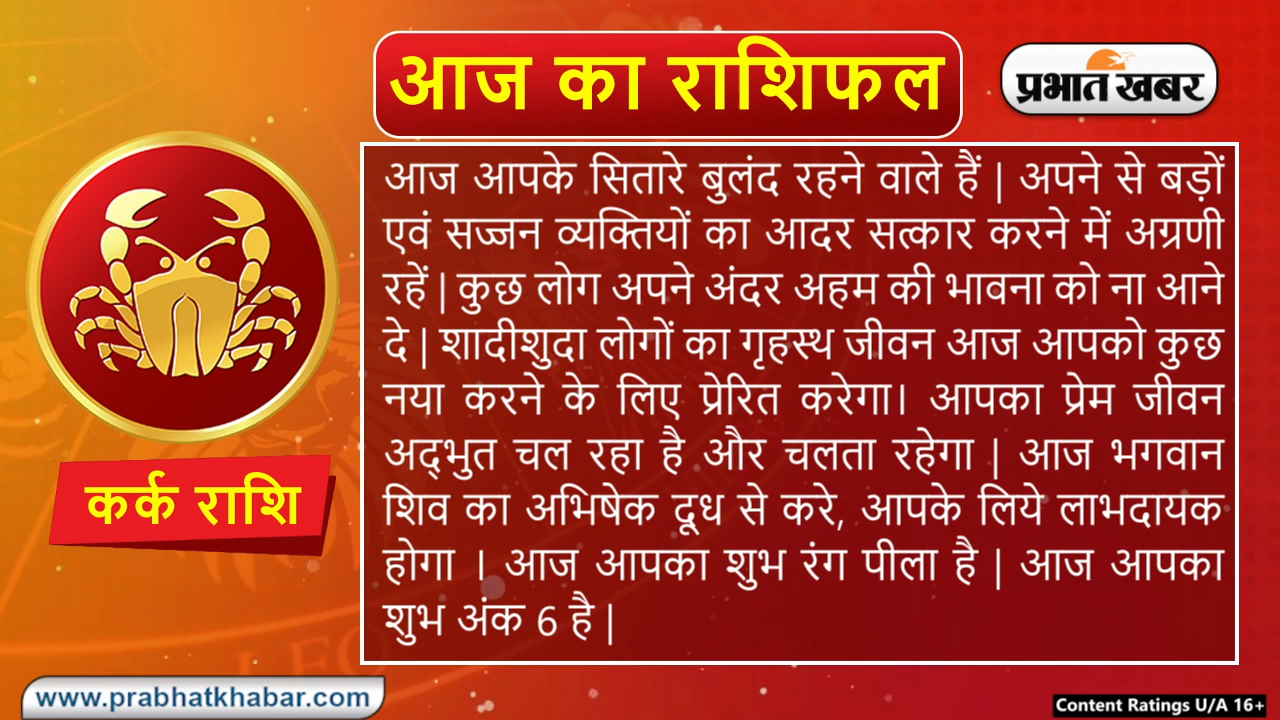 आज का राशिफल
प्रभात खबर
आज आपके सितारे बुलंद रहने वाले हैं | अपने से बड़ों
एवं सज्जन व्यक्तियों का आदर सत्कार करने में अग्रणी
रहें | कुछ लोग अपने अंदर अहम की भावना को ना आने
दे | शादीशुदा लोगों का गृहस्थ जीवन आज आपको कुछ
नया करने के लिए प्रेरित करेगा। आपका प्रेम जीवन
अद्भुत चल रहा है और चलता रहेगा | आज भगवान
शिव का अभिषेक दूध से करे, आपके लिये लाभदायक
होगा । आज आपका शुभ रंग पीला है | आज आपका
शुभ अंक 6 है |
कर्क राशि
LEO
www.prabhatkhabar.com
Content Ratings U/A 16+